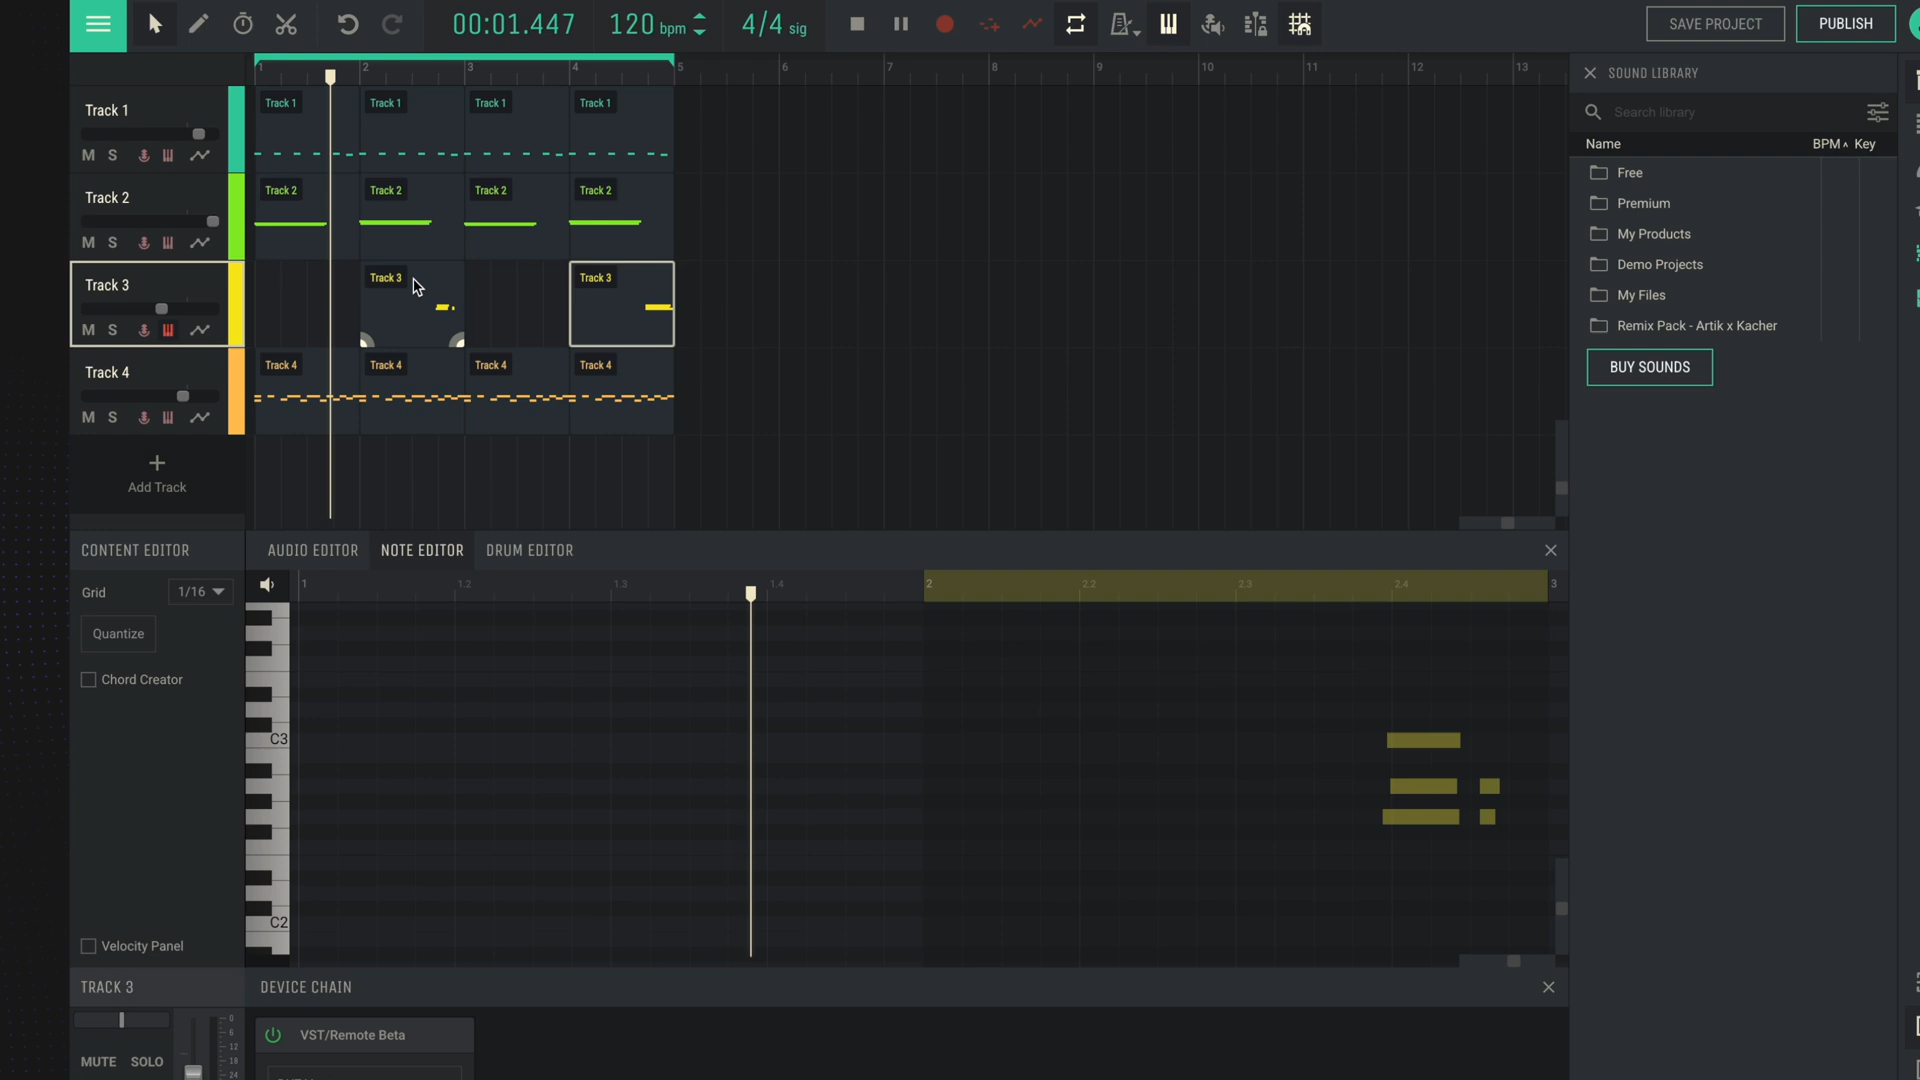 00:01.447 120 bpm 4/4 sig SAVE PROJECT PUBLISH
1 2 3 4 5 6 7 8 9 10 11 12 13
SOUND LIBRARY
Track 1
Track 1 Track 1 Track 1 Track 1
M S
Search library
Name BPM Key
Free
Premium
My Products
Demo Projects
My Files
Remix Pack - Artik x Kacher
BUY SOUNDS
Track 2
Track 2 Track 2 Track 2 Track 2
M S
Track 3
Track 3 Track 3
M S
Track 4
Track 4 Track 4 Track 4 Track 4
M S
Add Track
CONTENT EDITOR AUDIO EDITOR NOTE EDITOR DRUM EDITOR
Grid 1/16
1 1.2 1.3 1.4 2 2.2 2.3 2.4 3
Quantize
Chord Creator
C3
C2
Velocity Panel
TRACK 3 DEVICE CHAIN
VST/Remote Beta
MUTE SOLO
0
6
12
18
24